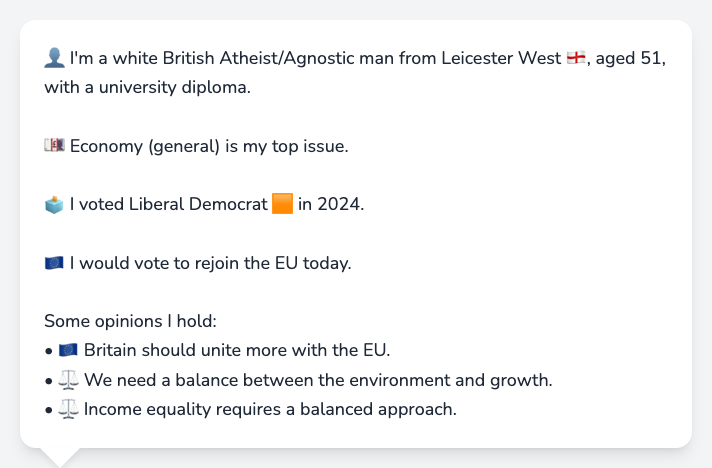 👤 I'm a white British Atheist/Agnostic man from Leicester West 🏴󠁧󠁢󠁥󠁮󠁧󠁿, aged 51,
with a university diploma.
💷 Economy (general) is my top issue.
🗳️ I voted Liberal Democrat 🟧 in 2024.
🇪🇺 I would vote to rejoin the EU today.
Some opinions I hold:
• 🇪🇺 Britain should unite more with the EU.
• ⚖️ We need a balance between the environment and growth.
• ⚖️ Income equality requires a balanced approach.